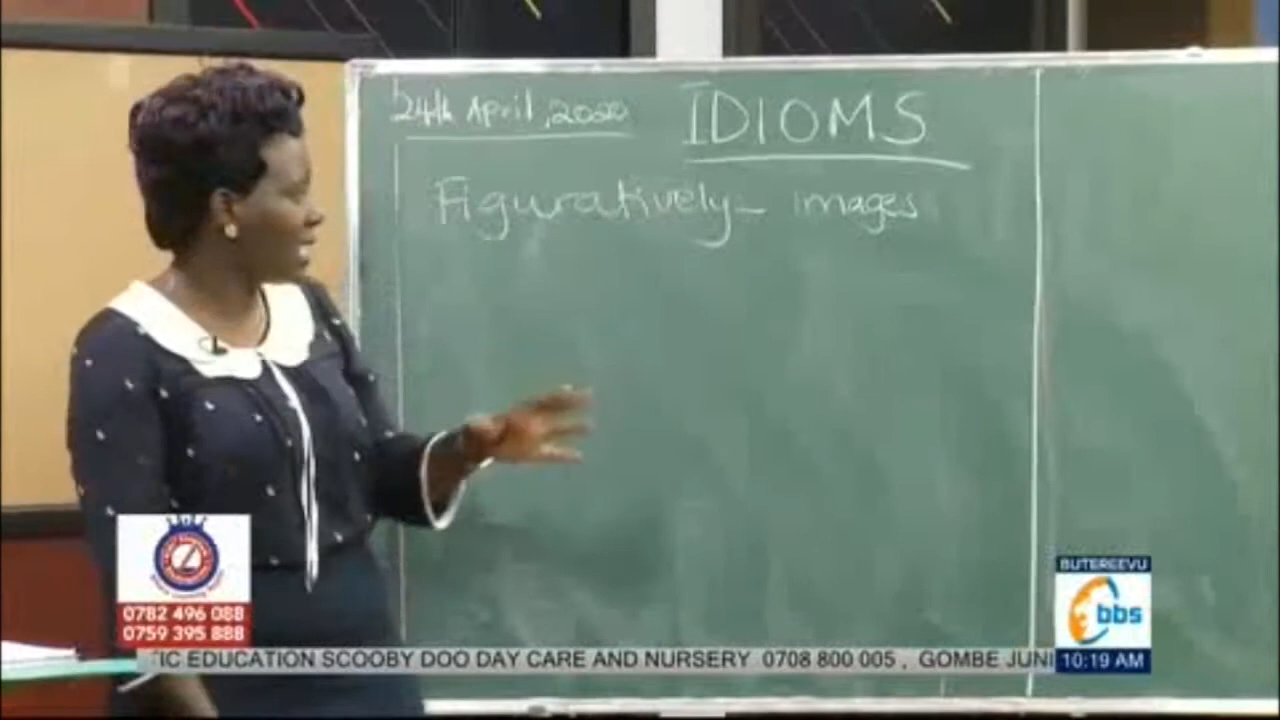 24th April, 2020
IDIOMS
Figuratively - images
0782 496 088
0759 395 888
BUTEREEVU
bbs
TIC EDUCATION SCOOBY DOO DAY CARE AND NURSERY 0708 800 005 , GOMBE JUNI
10:19 AM